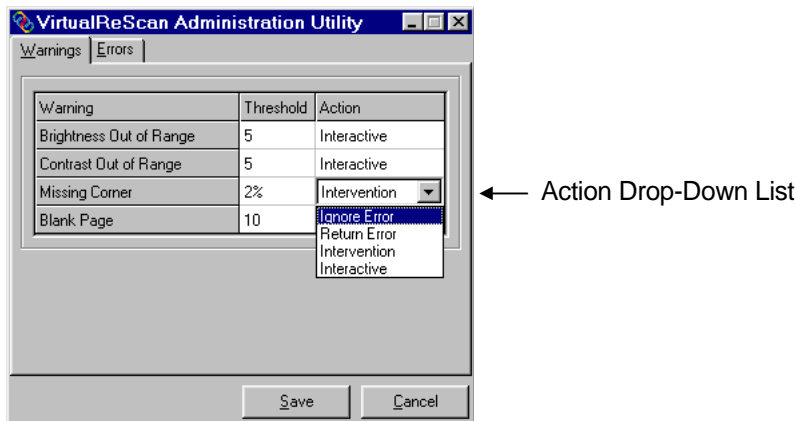 VirtualReScan Administration Utility
Warnings Errors
Warning Threshold Action
Brightness Out of Range 5 Interactive
Contrast Out of Range 5 Interactive
Missing Corner 2% Intervention
Action Drop-Down List
Blank Page 10 Ignore Error
Return Error
Intervention
Interactive
Save Cancel